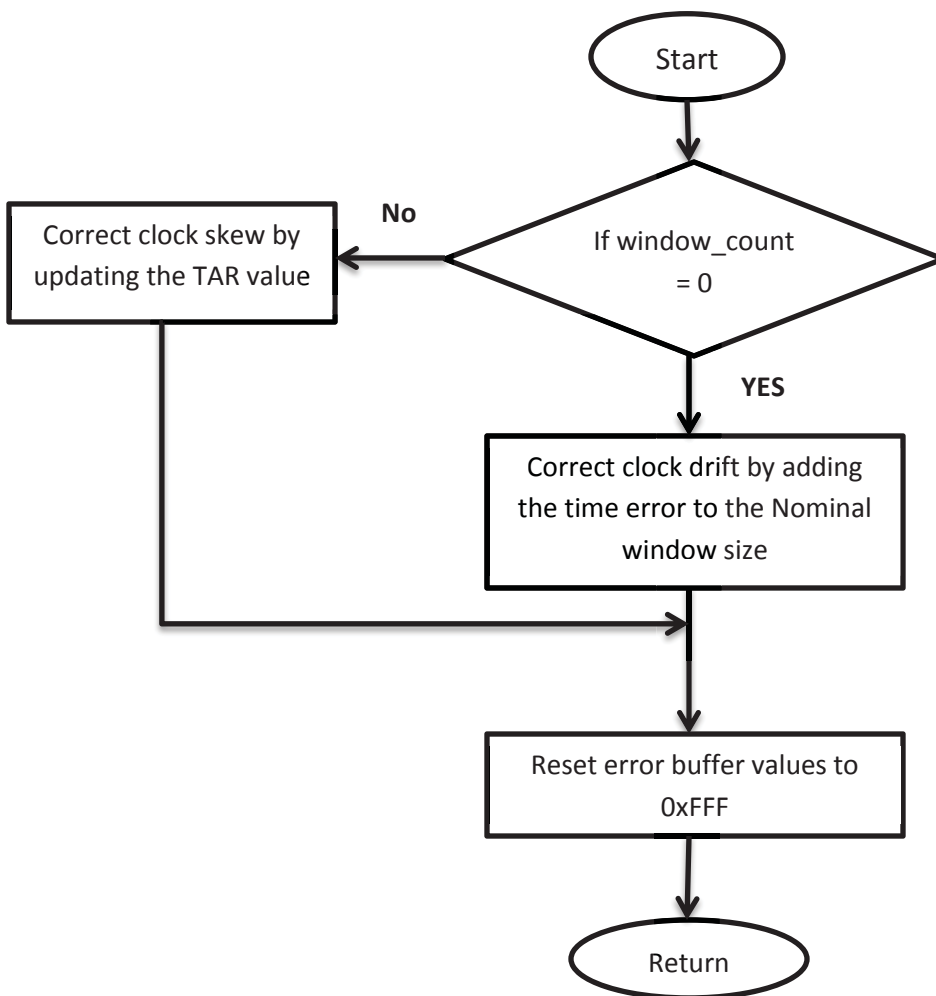 Start
If window_count
= 0
No
Correct clock skew by
updating the TAR value
YES
Correct clock drift by adding
the time error to the Nominal
window size
Reset error buffer values to
0xFFF
Return